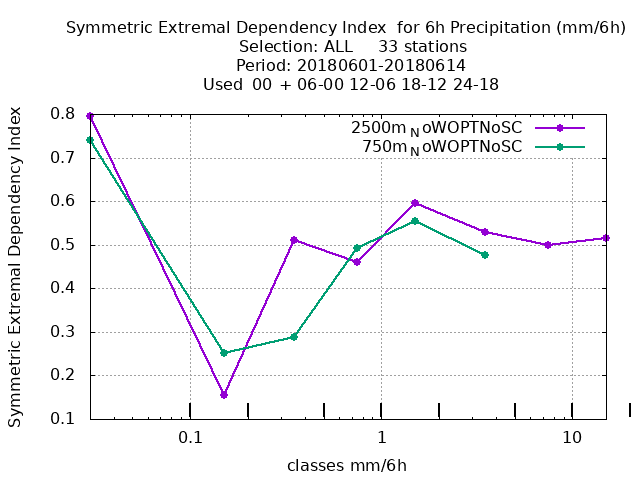 Symmetric Extremal Dependency Index  for 6h Precipitation (mm/6h)
Selection: ALL     33 stations
Period: 20180601-20180614
Used  00  + 06-00 12-06 18-12 24-18
2500m NoWOPTNoSC
750m NoWOPTNoSC
Symmetric Extremal Dependency Index
0.8
0.7
0.6
0.5
0.4
0.3
0.2
0.1
0.1 1 10
classes mm/6h